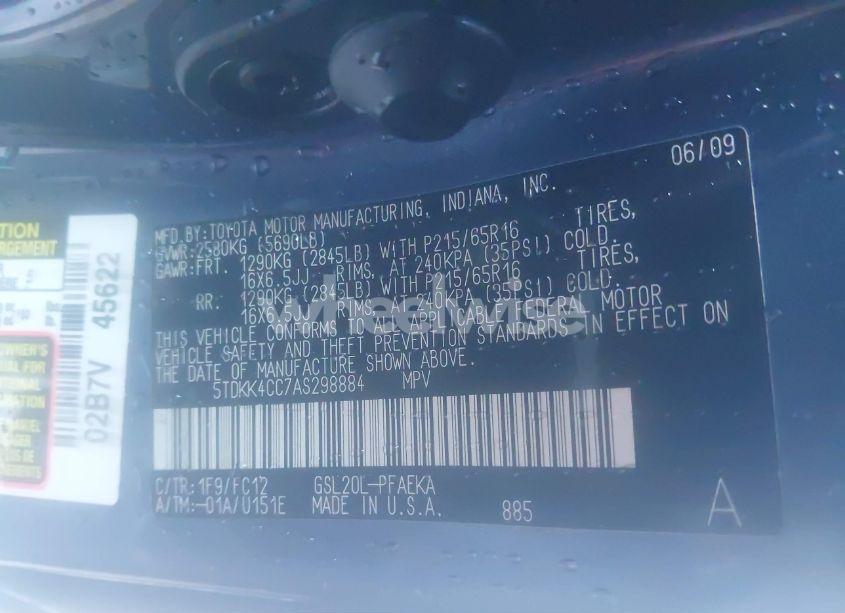 06/09
MFD.BY:TOYOTA MOTOR MANUFACTURING, INDIANA, INC.
GVWR:2580KG (5690LB)
GAWR:FRT. 1290KG (2845LB) WITH P215/65R16 TIRES,
16X6.5JJ RIMS, AT 240KPA (35PSI) COLD.
RR. 1290KG (2845LB) WITH P215/65R16 TIRES,
16X6.5JJ RIMS, AT 240KPA (35PSI) COLD.
THIS VEHICLE CONFORMS TO ALL APPLICABLE FEDERAL MOTOR
VEHICLE SAFETY AND THEFT PREVENTION STANDARDS IN EFFECT ON
THE DATE OF MANUFACTURE SHOWN ABOVE.
5TDKK4CC7AS298884 MPV
C/TR:1F9/FC12 GSL20L-PFAEKA
A/TM:-01A/U151E MADE IN U.S.A. 885 A
02B7V 45622
wheelwise